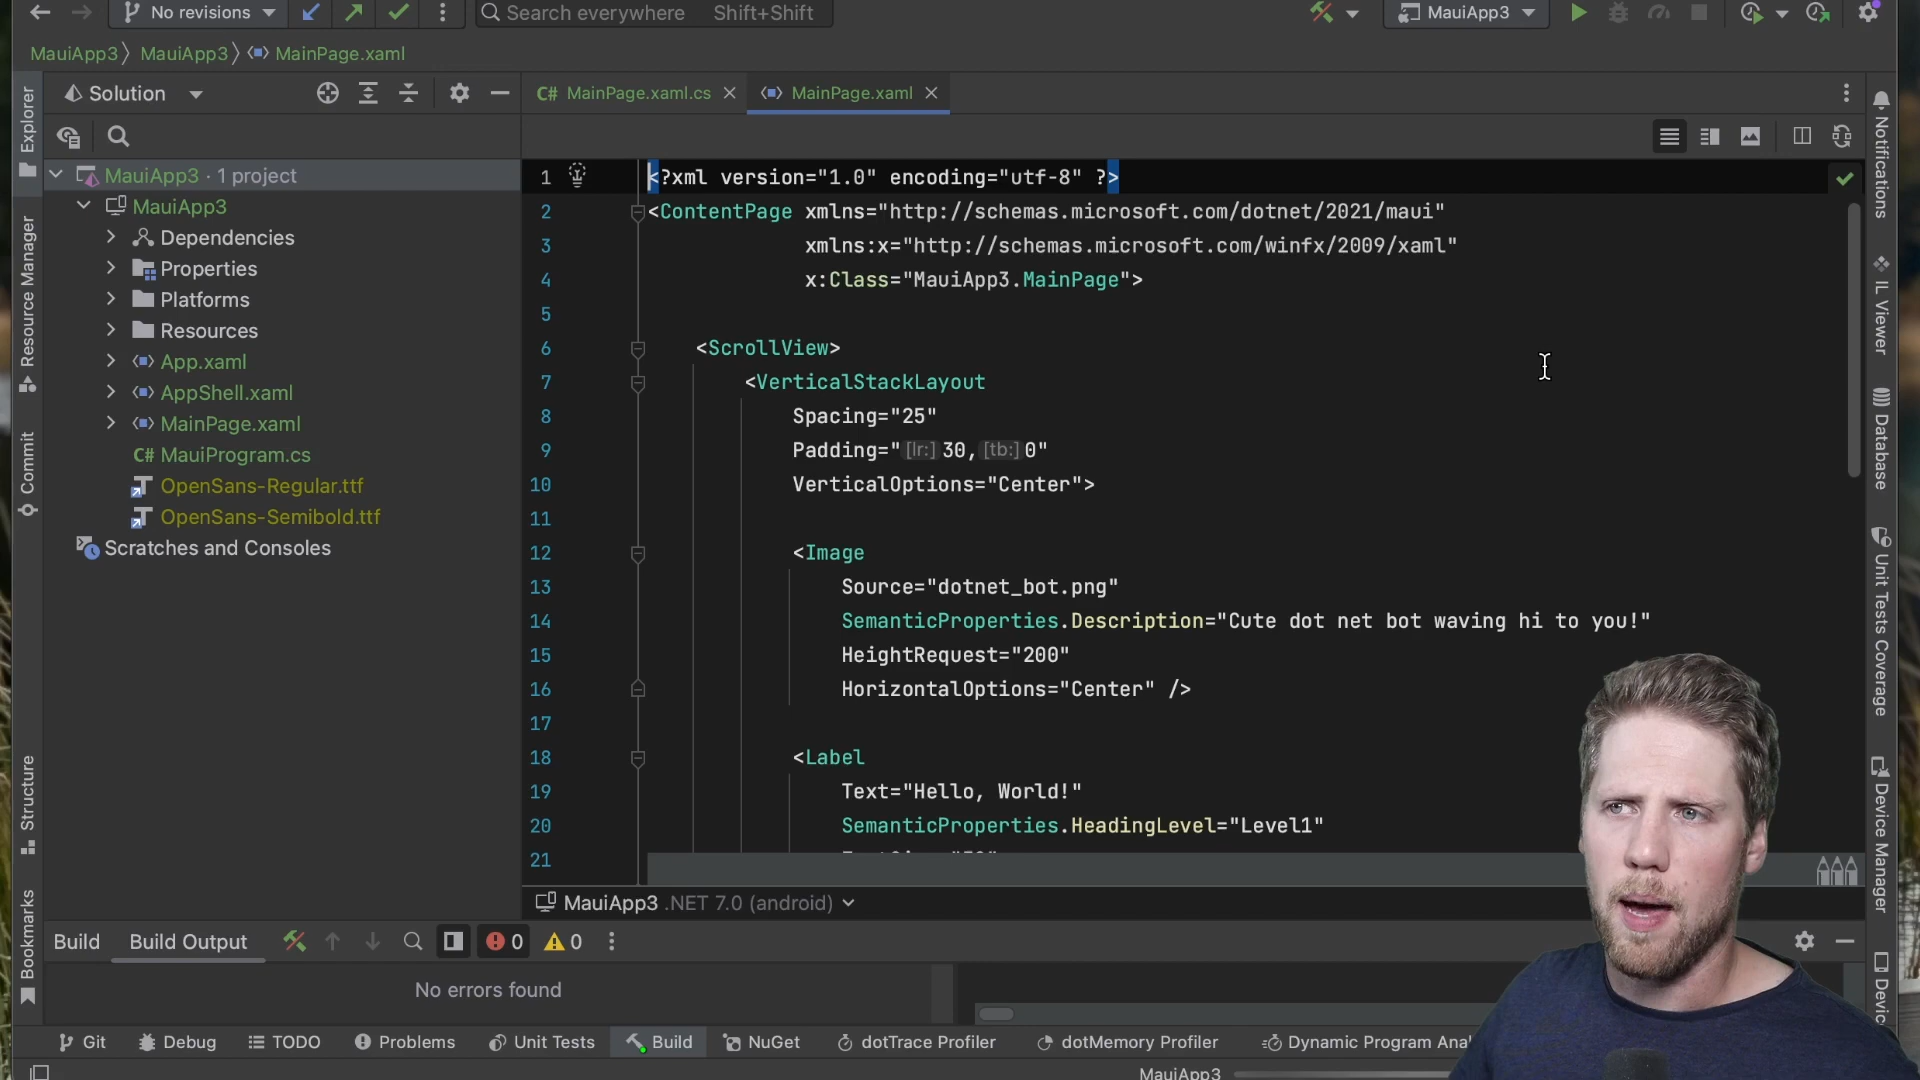 No revisions
Search everywhere Shift+Shift
MauiApp3
MauiApp3 MauiApp3 MainPage.xaml
Explorer
Resource Manager
Commit
Structure
Bookmarks
Solution
MauiApp3 · 1 project
MauiApp3
Dependencies
Properties
Platforms
Resources
App.xaml
AppShell.xaml
MainPage.xaml
C# MauiProgram.cs
OpenSans-Regular.ttf
OpenSans-Semibold.ttf
Scratches and Consoles
C# MainPage.xaml.cs
MainPage.xaml
1 <?xml version="1.0" encoding="utf-8" ?>
2 <ContentPage xmlns="http://schemas.microsoft.com/dotnet/2021/maui"
3 xmlns:x="http://schemas.microsoft.com/winfx/2009/xaml"
4 x:Class="MauiApp3.MainPage">
5
6 <ScrollView>
7 <VerticalStackLayout
8 Spacing="25"
9 Padding="[lr:]30,[tb:]0"
10 VerticalOptions="Center">
11
12 <Image
13 Source="dotnet_bot.png"
14 SemanticProperties.Description="Cute dot net bot waving hi to you!"
15 HeightRequest="200"
16 HorizontalOptions="Center" />
17
18 <Label
19 Text="Hello, World!"
20 SemanticProperties.HeadingLevel="Level1"
21
MauiApp3 .NET 7.0 (android)
Notifications
IL Viewer
Database
Unit Tests Coverage
Device Manager
Build Build Output 0 0
No errors found
Git Debug TODO Problems Unit Tests Build NuGet dotTrace Profiler dotMemory Profiler Dynamic Program
MauiApp3